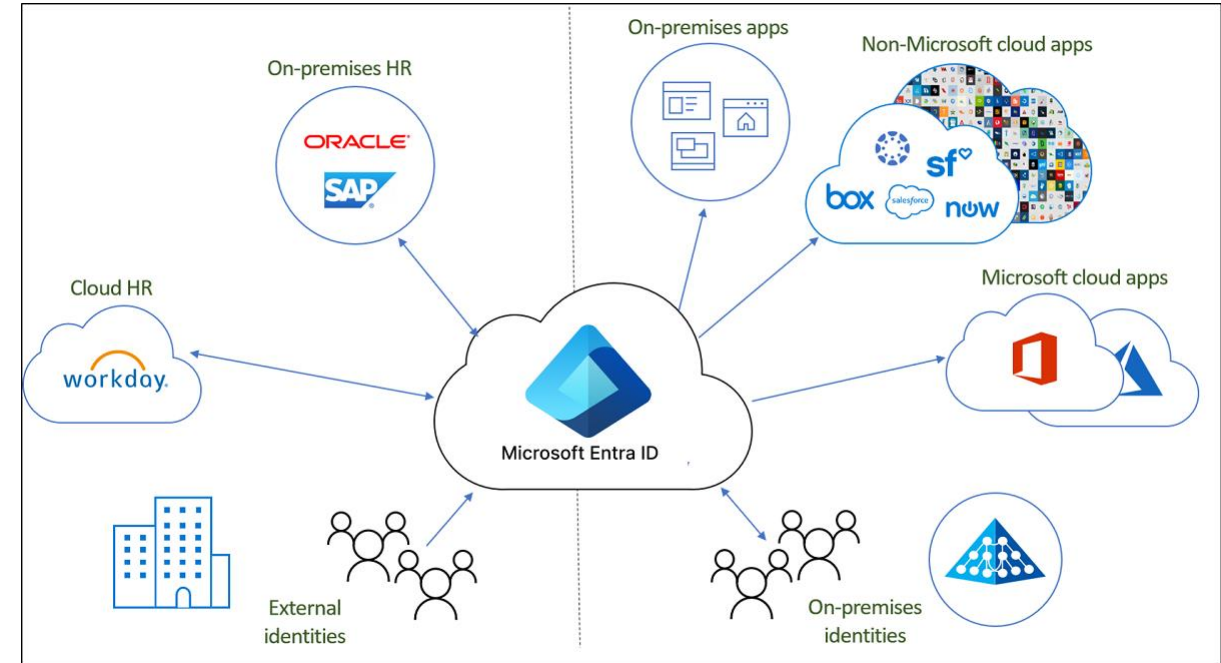 On-premises apps
Non-Microsoft cloud apps
On-premises HR
ORACLE®
SAP®
sf
box
salesforce
now
Cloud HR
workday.
Microsoft cloud apps
Microsoft Entra ID
,
External
identities
On-premises
identities